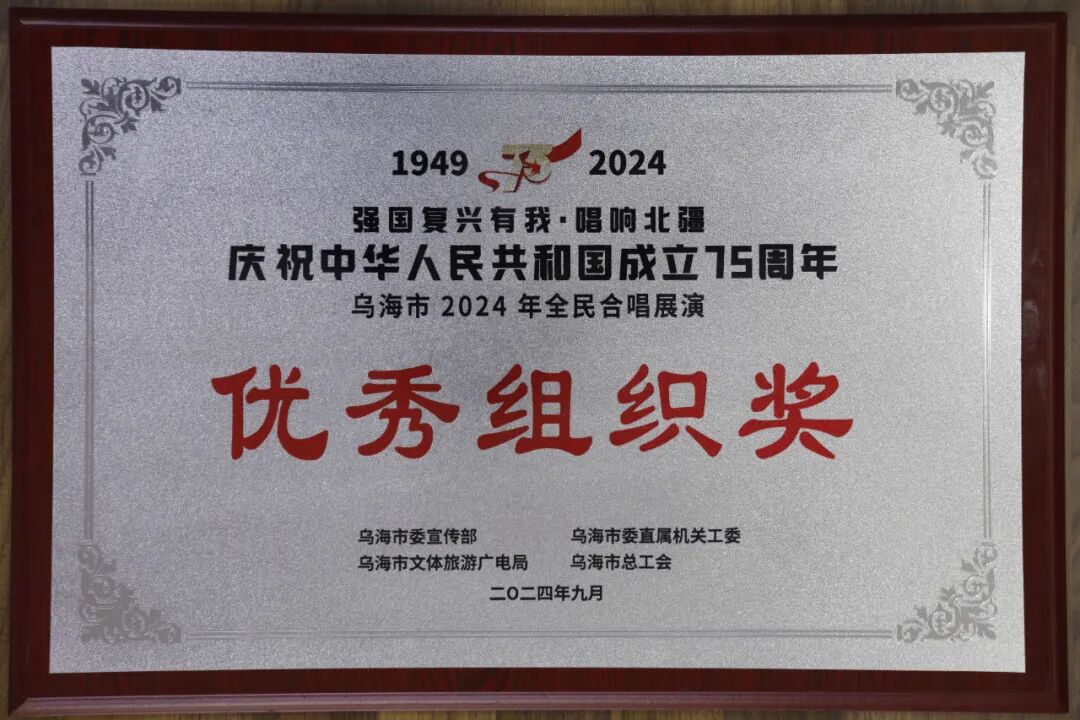 1949 75 2024
强国复兴有我·唱响北疆
庆祝中华人民共和国成立75周年
乌海市 2024 年全民合唱展演
优秀组织奖
乌海市委宣传部 乌海市委直属机关工委
乌海市文体旅游广电局 乌海市总工会
二〇二四年九月